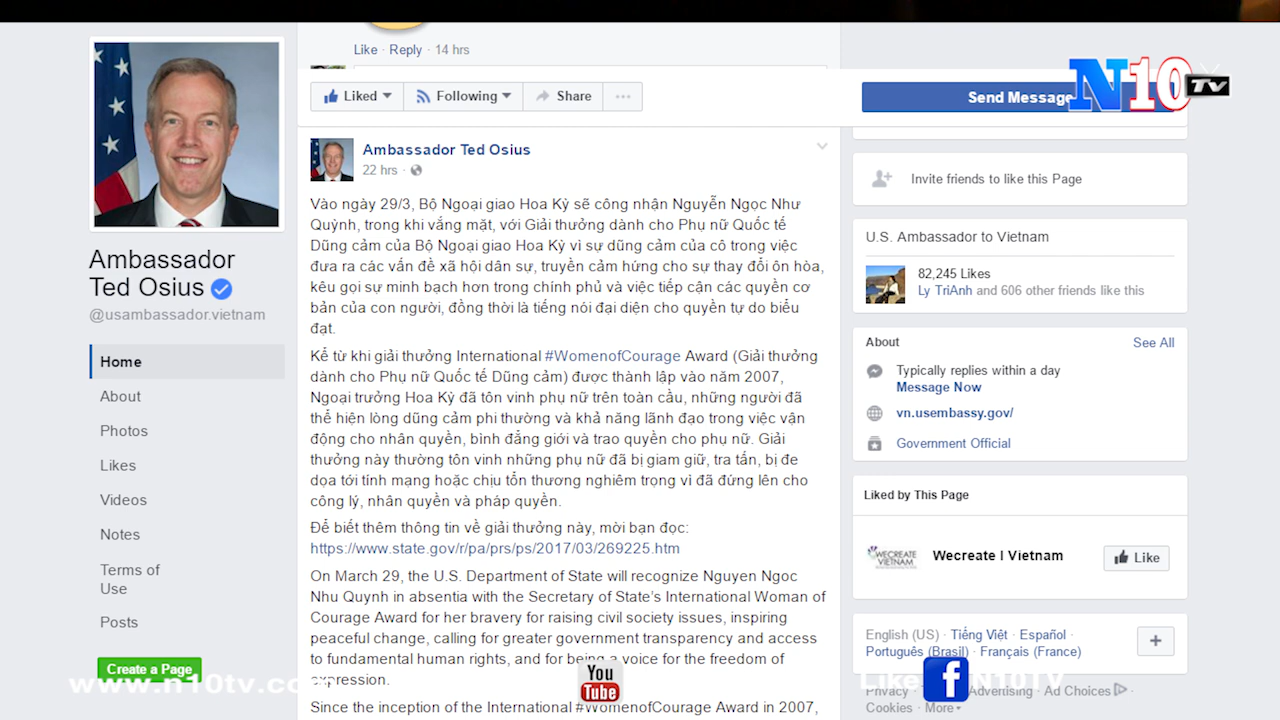 Like · Reply · 14 hrs
Liked
Following
Share
Send Message
N10 TV
Ambassador
Ted Osius
@usambassador.vietnam
Home
About
Photos
Likes
Videos
Notes
Terms of
Use
Posts
Create a Page
www.n10tv.co
Ambassador Ted Osius
22 hrs ·
Vào ngày 29/3, Bộ Ngoại giao Hoa Kỳ sẽ công nhận Nguyễn Ngọc Như
Quỳnh, trong khi vắng mặt, với Giải thưởng dành cho Phụ nữ Quốc tế
Dũng cảm của Bộ Ngoại giao Hoa Kỳ vì sự dũng cảm của cô trong việc
đưa ra các vấn đề xã hội dân sự, truyền cảm hứng cho sự thay đổi ôn hòa,
kêu gọi sự minh bạch hơn trong chính phủ và việc tiếp cận các quyền cơ
bản của con người, đồng thời là tiếng nói đại diện cho quyền tự do biểu
đạt.
Kể từ khi giải thưởng International #WomenofCourage Award (Giải thưởng
dành cho Phụ nữ Quốc tế Dũng cảm) được thành lập vào năm 2007,
Ngoại trưởng Hoa Kỳ đã tôn vinh phụ nữ trên toàn cầu, những người đã
thể hiện lòng dũng cảm phi thường và khả năng lãnh đạo trong việc vận
động cho nhân quyền, bình đẳng giới và trao quyền cho phụ nữ. Giải
thưởng này thường tôn vinh những phụ nữ đã bị giam giữ, tra tấn, bị đe
dọa tới tính mạng hoặc chịu tổn thương nghiêm trọng vì đã đứng lên cho
công lý, nhân quyền và pháp quyền.
Để biết thêm thông tin về giải thưởng này, mời bạn đọc:
https://www.state.gov/r/pa/prs/ps/2017/03/269225.htm
On March 29, the U.S. Department of State will recognize Nguyen Ngoc
Nhu Quynh in absentia with the Secretary of State's International Woman of
Courage Award for her bravery for raising civil society issues, inspiring
peaceful change, calling for greater government transparency and access
to fundamental human rights, and for being a voice for the freedom of
expression.
Since the inception of the International #WomenofCourage Award in 2007,
You
Tube
Invite friends to like this Page
U.S. Ambassador to Vietnam
82,245 Likes
Ly TriAnh and 606 other friends like this
About
See All
Typically replies within a day
Message Now
vn.usembassy.gov/
Government Official
Liked by This Page
WECREATE
VIETNAM
Wecreate | Vietnam
Like
English (US) · Tiếng Việt · Español ·
Português (Brasil) · Français (France)
+
Like
f
N10TV
Privacy ·
Advertising · Ad Choices ·
Cookies · More